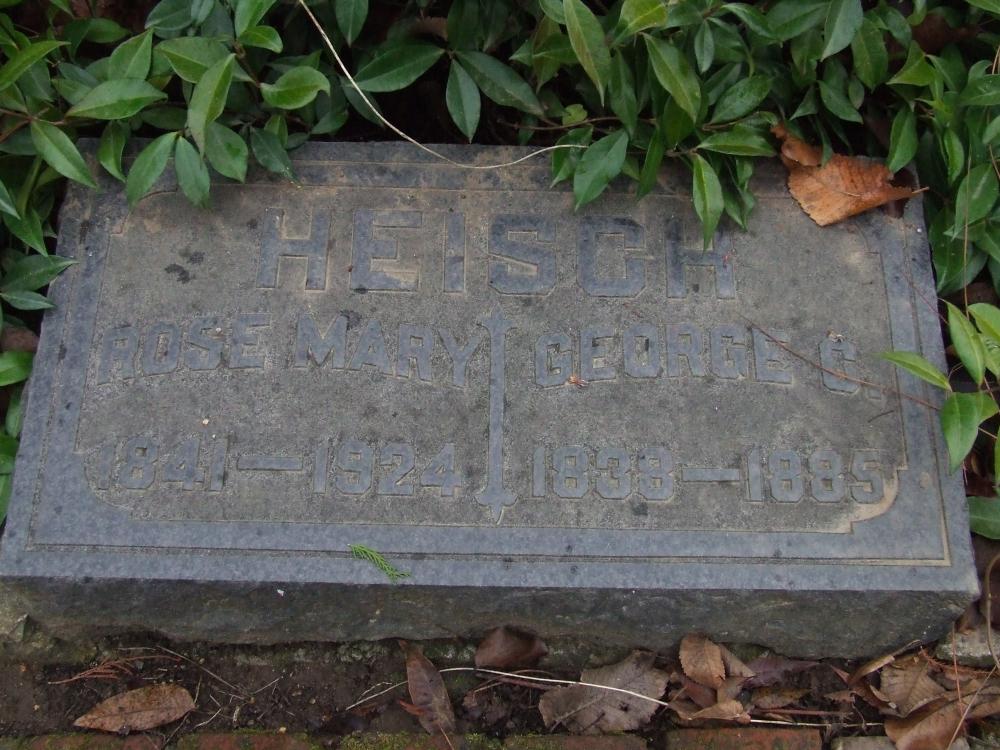 HEISCH
ROSE MARY GEORGE C.
1841—1924 1838—1885